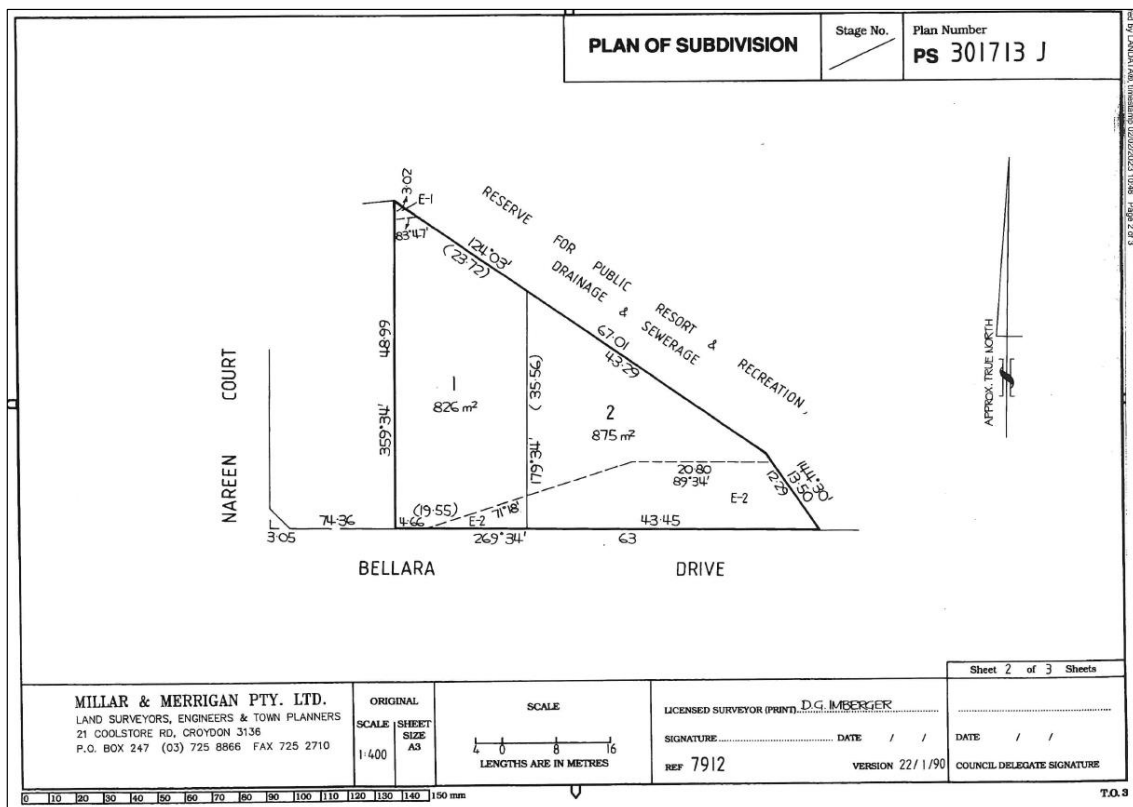 PLAN OF SUBDIVISION
Stage No.
Plan Number
PS 301713 J
3·02
E-1
83°47'
124°03'
(23·72)
RESERVE FOR PUBLIC RESORT & RECREATION,
DRAINAGE & SEWERAGE
67·01
43·29
48·99
359°34'
1
826 m²
(35·56)
179°34'
2
875 m²
APPROX. TRUE NORTH
NAREEN COURT
20·80
89°34'
12·29
144°30'
13·50
E-2
(19·55)
71°18'
74·36
4·66
E-2
43·45
3·05
269°34'
63
BELLARA DRIVE
Sheet 2 of 3 Sheets
MILLAR & MERRIGAN PTY. LTD.
LAND SURVEYORS, ENGINEERS & TOWN PLANNERS
21 COOLSTORE RD, CROYDON 3136
P.O. BOX 247 (03) 725 8866 FAX 725 2710
ORIGINAL
SCALE
SHEET SIZE
A3
1:400
SCALE
4 0 8 16
LENGTHS ARE IN METRES
LICENSED SURVEYOR (PRINT) D.G. IMBERGER
SIGNATURE DATE / /
REF 7912
VERSION 22/1/90
DATE / /
COUNCIL DELEGATE SIGNATURE
0 10 20 30 40 50 60 70 80 90 100 110 120 130 140 150 mm
T.O. 3